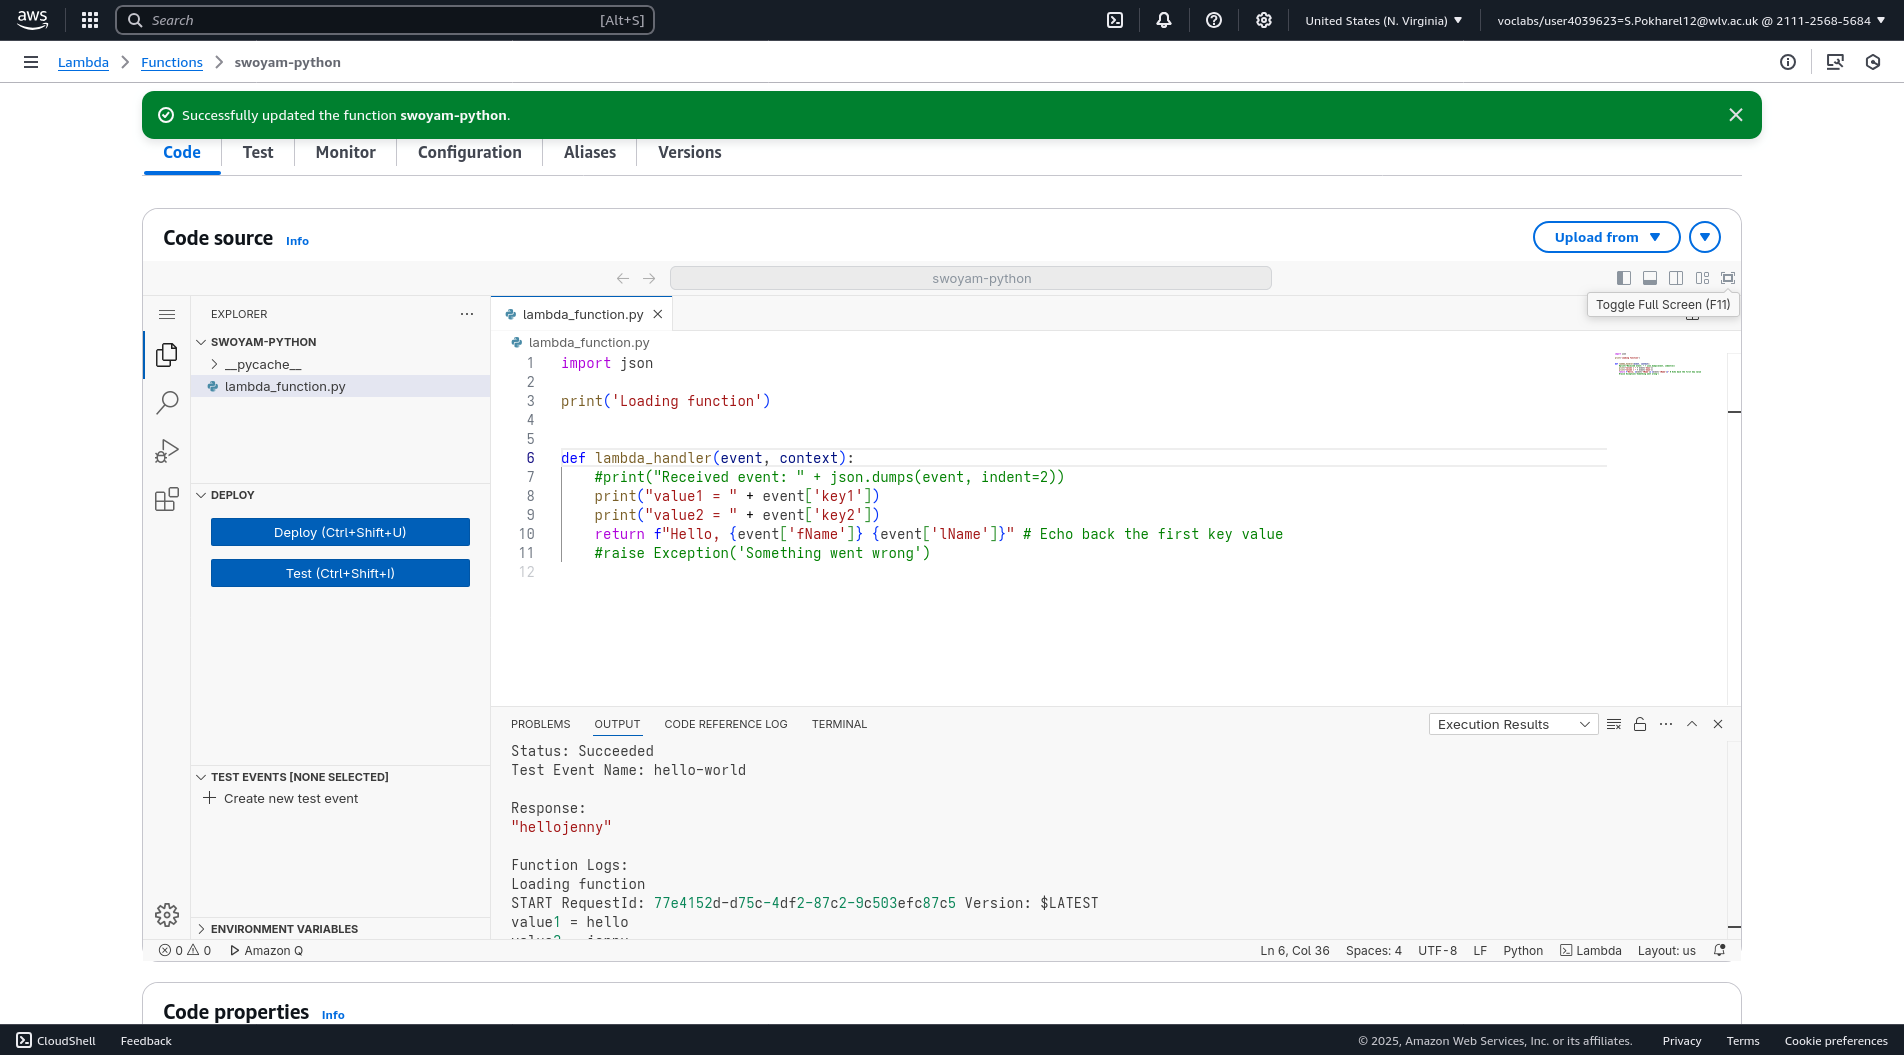 aws
Search [Alt+S]
United States (N. Virginia)
voclabs/user4039623=S.Pokharel12@wlv.ac.uk @ 2111-2568-5684
Lambda Functions swoyam-python
Successfully updated the function swoyam-python.
Code Test Monitor Configuration Aliases Versions
Code source Info
Upload from
swoyam-python
Toggle Full Screen (F11)
EXPLORER
SWOYAM-PYTHON
__pycache__
lambda_function.py
DEPLOY
Deploy (Ctrl+Shift+U)
Test (Ctrl+Shift+I)
TEST EVENTS [NONE SELECTED]
Create new test event
ENVIRONMENT VARIABLES
lambda_function.py
lambda_function.py
1 import json
2
3 print('Loading function')
4
5
6 def lambda_handler(event, context):
7 #print("Received event: " + json.dumps(event, indent=2))
8 print("value1 = " + event['key1'])
9 print("value2 = " + event['key2'])
10 return f"Hello, {event['fName']} {event['lName']}" # Echo back the first key value
11 #raise Exception('Something went wrong')
12
PROBLEMS OUTPUT CODE REFERENCE LOG TERMINAL
Execution Results
Status: Succeeded
Test Event Name: hello-world
Response:
"hellojenny"
Function Logs:
Loading function
START RequestId: 77e4152d-d75c-4df2-87c2-9c503efc87c5 Version: $LATEST
value1 = hello
0 0 Amazon Q
Ln 6, Col 36 Spaces: 4 UTF-8 LF Python Lambda Layout: us
Code properties Info
CloudShell Feedback
© 2025, Amazon Web Services, Inc. or its affiliates. Privacy Terms Cookie preferences